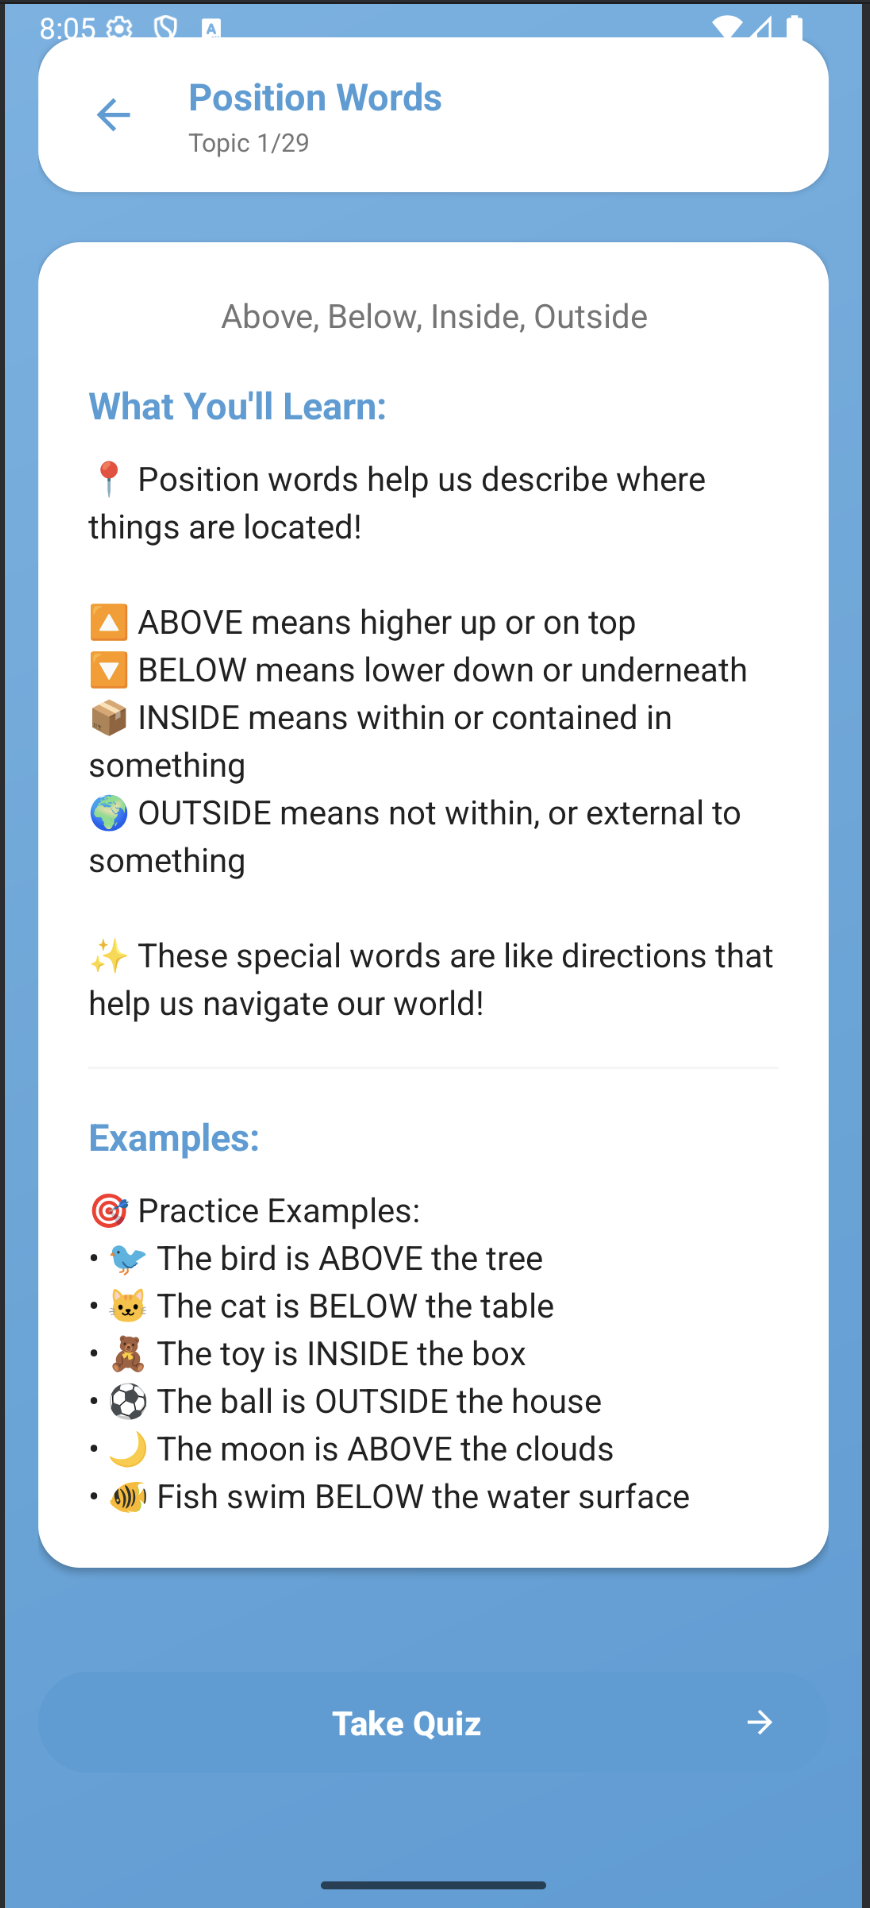 8:05
Position Words
Topic 1/29
Above, Below, Inside, Outside
What You'll Learn:
📍 Position words help us describe where
things are located!
🔼 ABOVE means higher up or on top
🔽 BELOW means lower down or underneath
📦 INSIDE means within or contained in
something
🌍 OUTSIDE means not within, or external to
something
✨ These special words are like directions that
help us navigate our world!
Examples:
🎯 Practice Examples:
• 🐦 The bird is ABOVE the tree
• 🐱 The cat is BELOW the table
• 🧸 The toy is INSIDE the box
• ⚽ The ball is OUTSIDE the house
• 🌙 The moon is ABOVE the clouds
• 🐠 Fish swim BELOW the water surface
Take Quiz